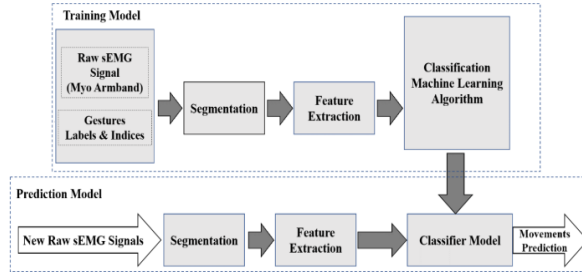 Training Model
Raw sEMG
Signal
(Myo Armband)
Gestures
Labels & Indices
Segmentation
Feature
Extraction
Classification
Machine Learning
Algorithm
Prediction Model
New Raw sEMG Signals
Segmentation
Feature
Extraction
Classifier Model
Movements
Prediction